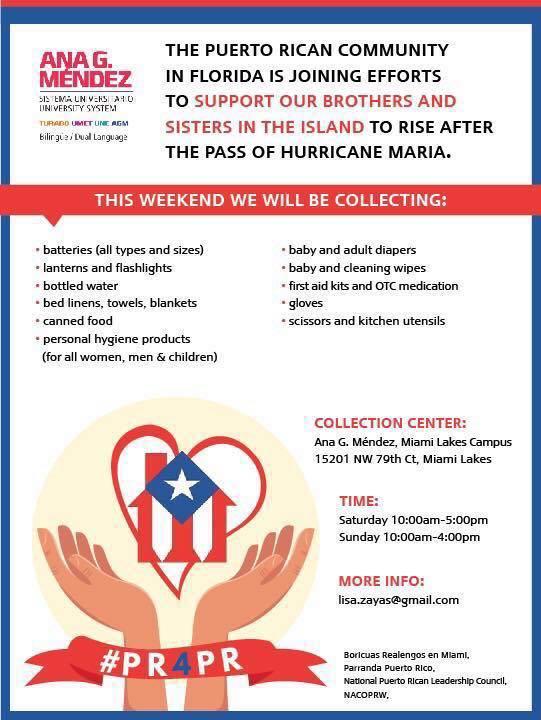 ANA G.
MÉNDEZ
SISTEMA UNIVERSITARIO
UNIVERSITY SYSTEM
TURABO UMET UNE AGM
Bilingüe / Dual Language
THE PUERTO RICAN COMMUNITY
IN FLORIDA IS JOINING EFFORTS
TO SUPPORT OUR BROTHERS AND
SISTERS IN THE ISLAND TO RISE AFTER
THE PASS OF HURRICANE MARIA.
THIS WEEKEND WE WILL BE COLLECTING:
• batteries (all types and sizes)
• lanterns and flashlights
• bottled water
• bed linens, towels, blankets
• canned food
• personal hygiene products
(for all women, men & children)
• baby and adult diapers
• baby and cleaning wipes
• first aid kits and OTC medication
• gloves
• scissors and kitchen utensils
COLLECTION CENTER:
Ana G. Méndez, Miami Lakes Campus
15201 NW 79th Ct, Miami Lakes
TIME:
Saturday 10:00am-5:00pm
Sunday 10:00am-4:00pm
MORE INFO:
lisa.zayas@gmail.com
#PR4PR
Boricuas Realengos en Miami,
Parranda Puerto Rico,
National Puerto Rican Leadership Council,
NACOPRW,